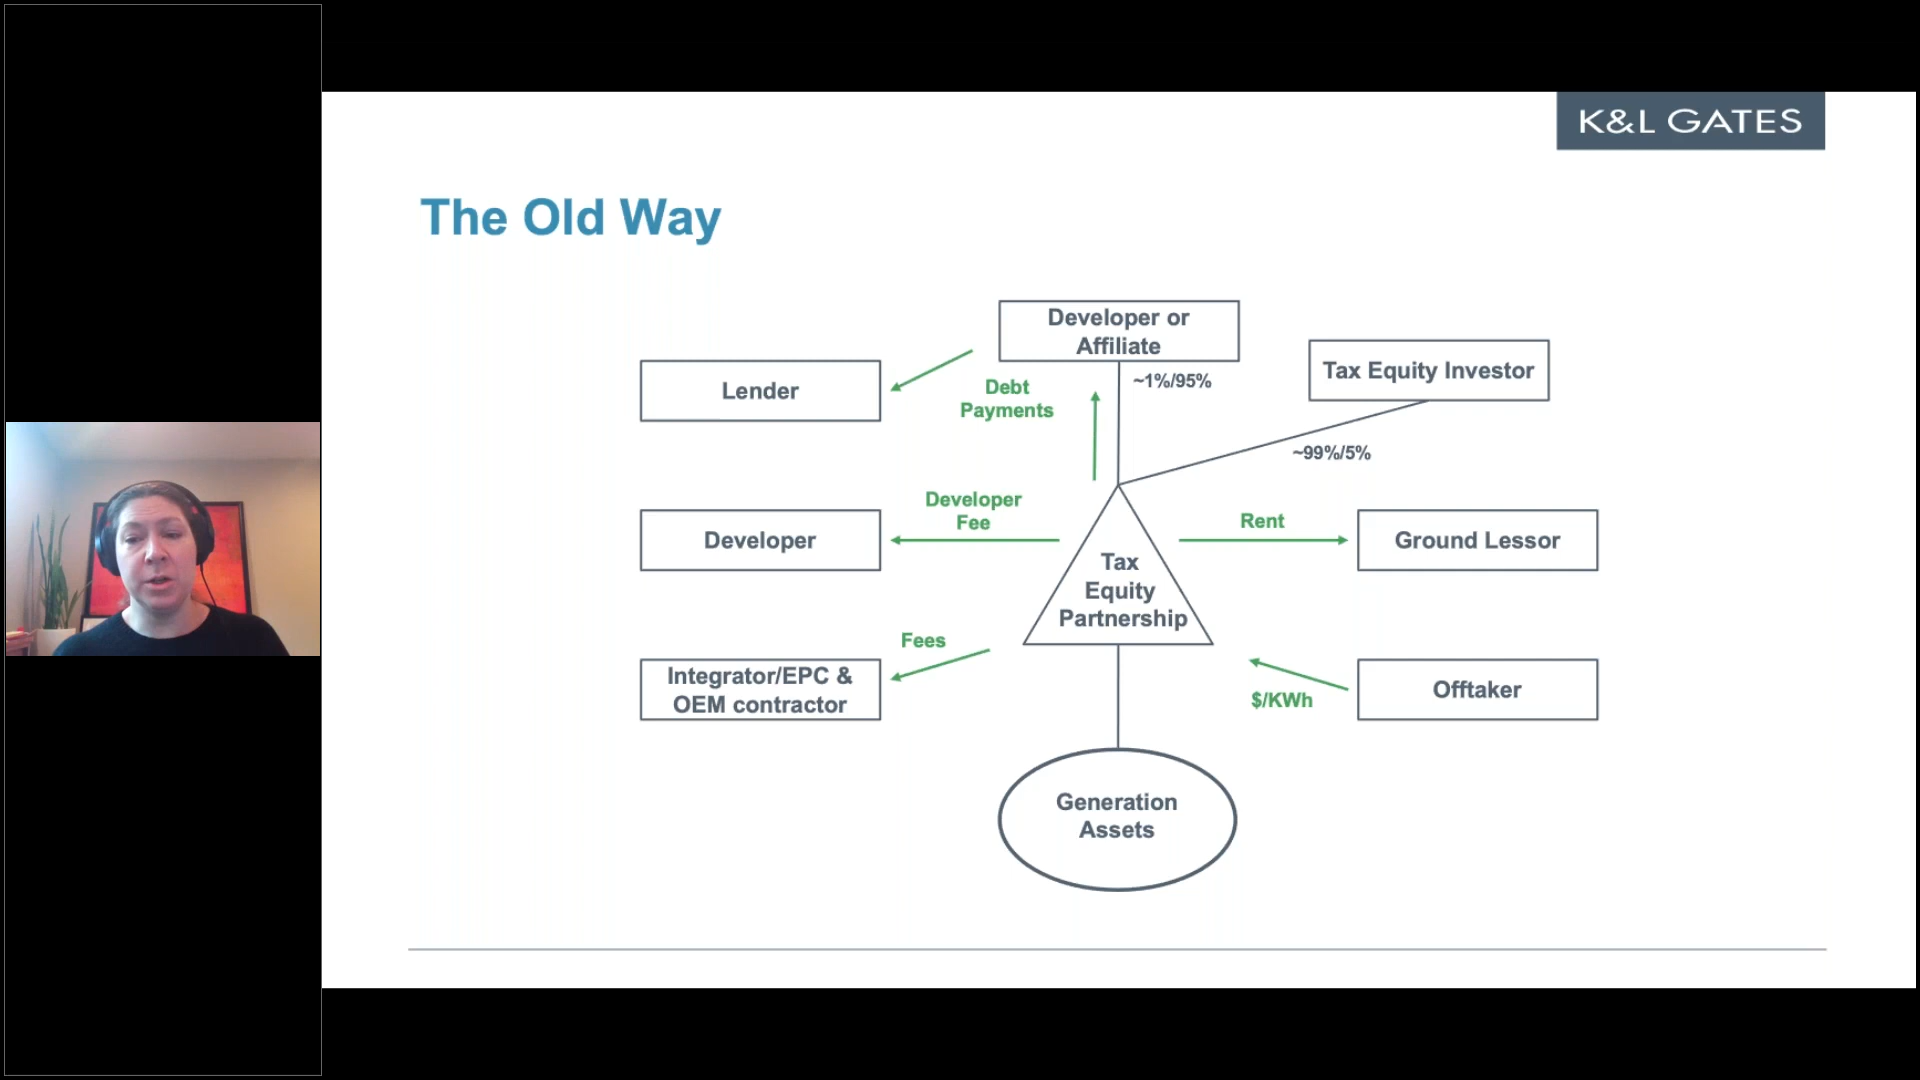 K&L GATES
The Old Way
Developer or
Affiliate
~1%/95%
Tax Equity Investor
~99%/5%
Lender
Debt
Payments
Developer
Developer
Fee
Rent
Ground Lessor
Tax
Equity
Partnership
Fees
Integrator/EPC &
OEM contractor
$/KWh
Offtaker
Generation
Assets